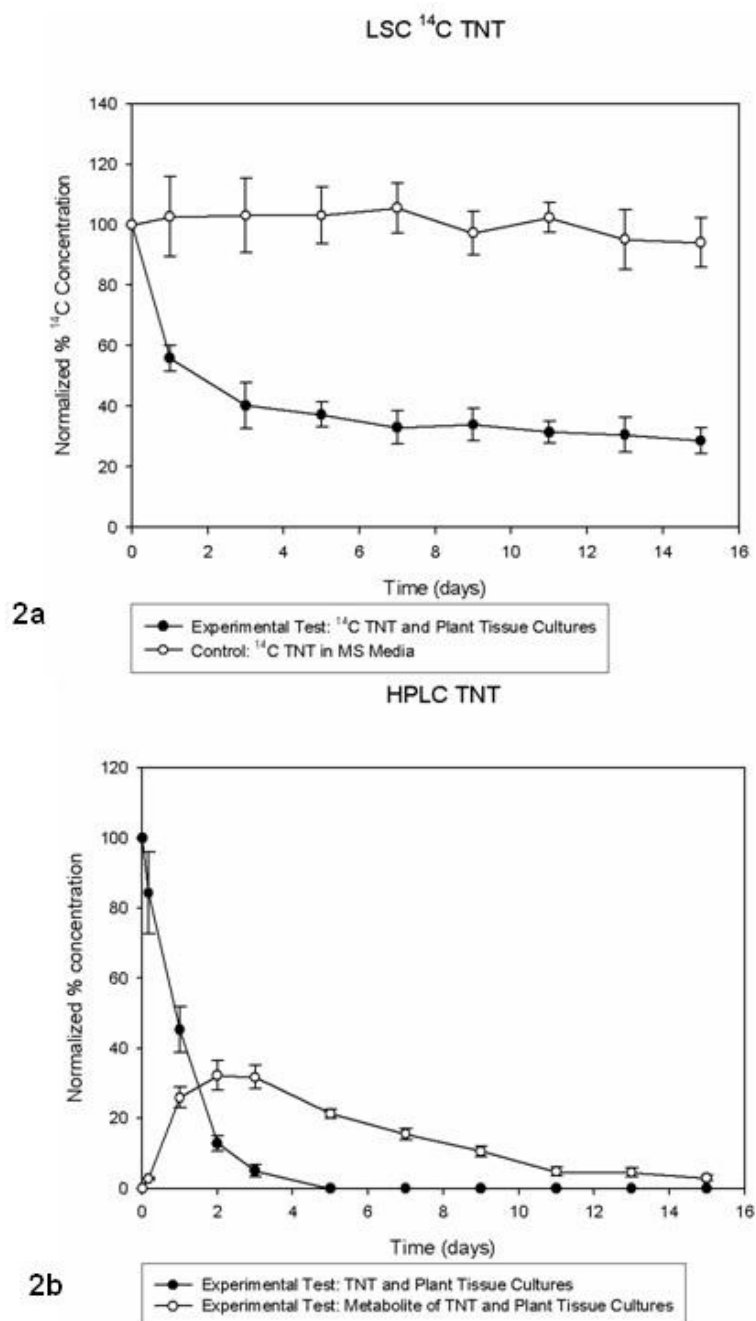 LSC ¹⁴C TNT
140
120
100
80
60
40
20
0
Normalized % ¹⁴C Concentration
0 2 4 6 8 10 12 14 16
Time (days)
2a
Experimental Test: ¹⁴C TNT and Plant Tissue Cultures
Control: ¹⁴C TNT in MS Media
HPLC TNT
120
100
80
60
40
20
0
Normalized % concentration
0 2 4 6 8 10 12 14 16
Time (days)
2b
Experimental Test: TNT and Plant Tissue Cultures
Experimental Test: Metabolite of TNT and Plant Tissue Cultures